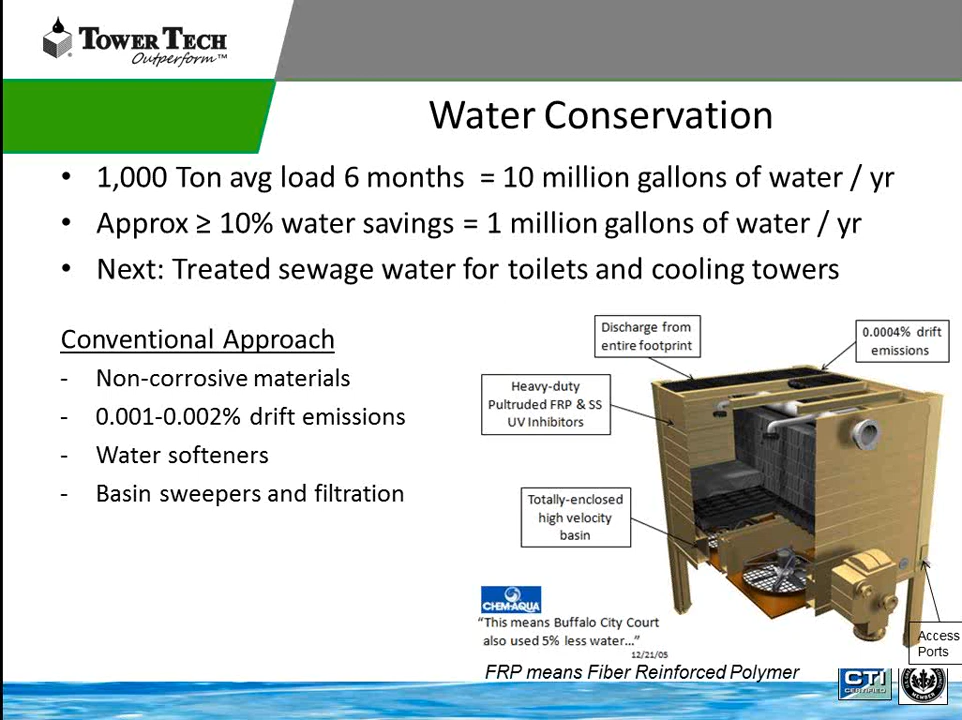 TOWER TECH
Outperform™
Water Conservation
• 1,000 Ton avg load 6 months = 10 million gallons of water / yr
• Approx ≥ 10% water savings = 1 million gallons of water / yr
• Next: Treated sewage water for toilets and cooling towers
Conventional Approach
- Non-corrosive materials
- 0.001-0.002% drift emissions
- Water softeners
- Basin sweepers and filtration
Discharge from
entire footprint
0.0004% drift
emissions
Heavy-duty
Pultruded FRP & SS
UV Inhibitors
Totally-enclosed
high velocity
basin
Access
Ports
CHEM-AQUA
“This means Buffalo City Court
also used 5% less water…”
12/21/05
FRP means Fiber Reinforced Polymer
CTI
CERTIFIED
MEMBER